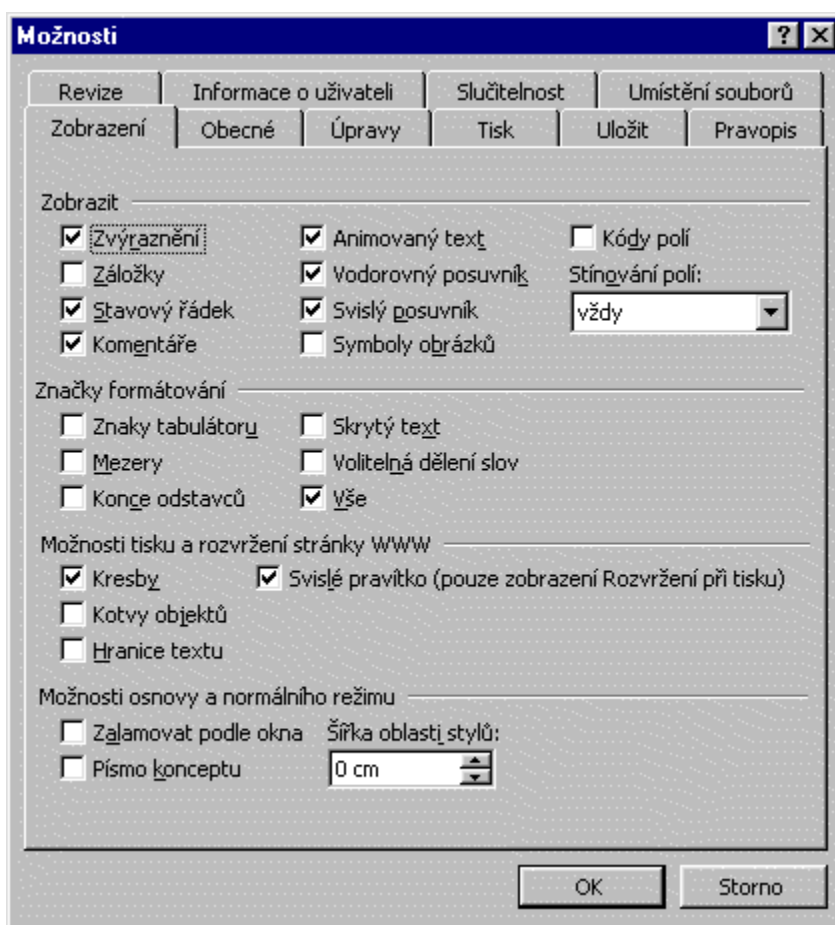 Možnosti
Revize Informace o uživateli Slučitelnost Umístění souborů
Zobrazení Obecné Úpravy Tisk Uložit Pravopis
Zobrazit
Zvýraznění Animovaný text Kódy polí
Záložky Vodorovný posuvník Stínování polí:
Stavový řádek Svislý posuvník vždy
Komentáře Symboly obrázků
Značky formátování
Znaky tabulátoru Skrytý text
Mezery Volitelná dělení slov
Konce odstavců Vše
Možnosti tisku a rozvržení stránky WWW
Kresby Svislé pravítko (pouze zobrazení Rozvržení při tisku)
Kotvy objektů
Hranice textu
Možnosti osnovy a normálního režimu
Zalamovat podle okna Šířka oblasti stylů:
Písmo konceptu 0 cm
OK Storno